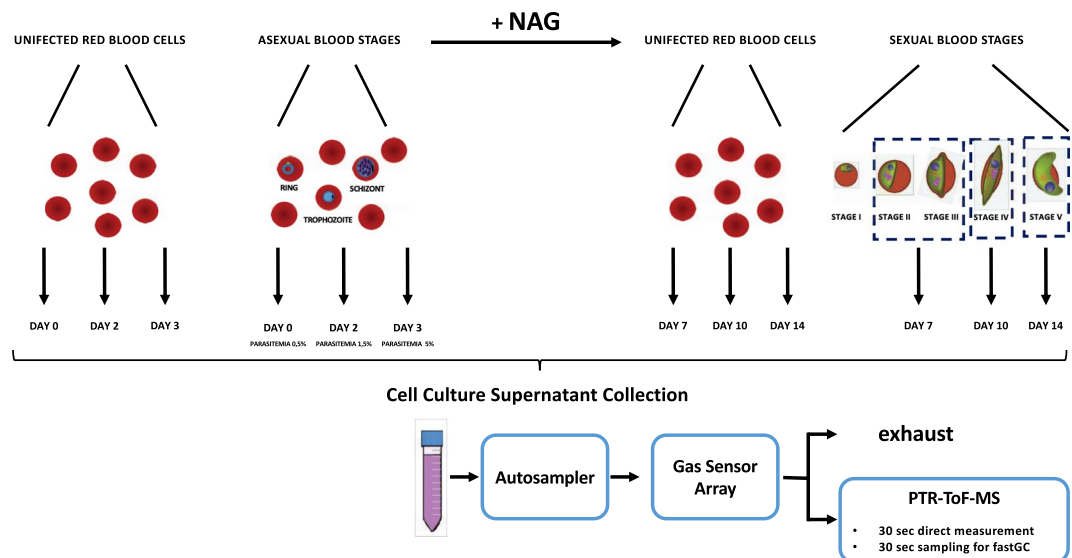 + NAG
UNIFECTED RED BLOOD CELLS
ASEXUAL BLOOD STAGES
UNIFECTED RED BLOOD CELLS
SEXUAL BLOOD STAGES
RING
SCHIZONT
TROPHOZOITE
STAGE I
STAGE II
STAGE III
STAGE IV
STAGE V
DAY 0
DAY 2
DAY 3
DAY 0
DAY 2
DAY 3
PARASITEMIA 0,5%
PARASITEMIA 1,5%
PARASITEMIA 5%
DAY 7
DAY 10
DAY 14
DAY 7
DAY 10
DAY 14
Cell Culture Supernatant Collection
Autosampler
Gas Sensor
Array
exhaust
PTR-ToF-MS
• 30 sec direct measurement
• 30 sec sampling for fastGC